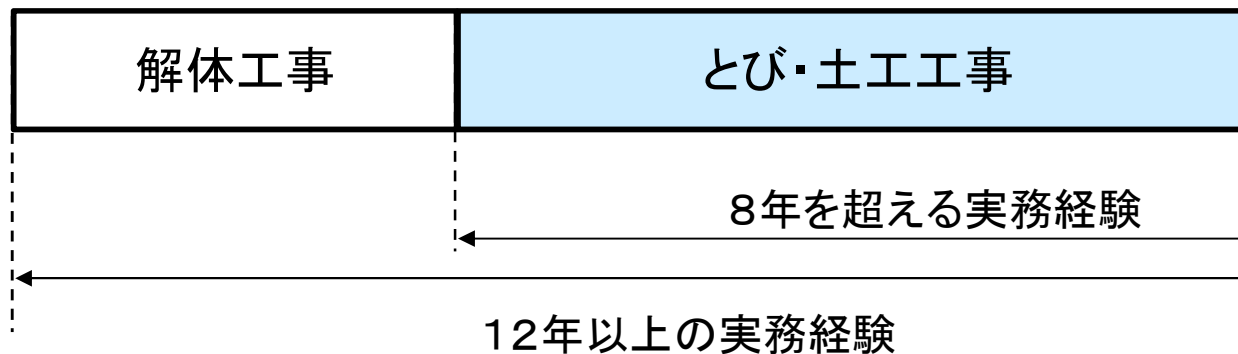 解体工事
とび・土工工事
８年を超える実務経験
１２年以上の実務経験